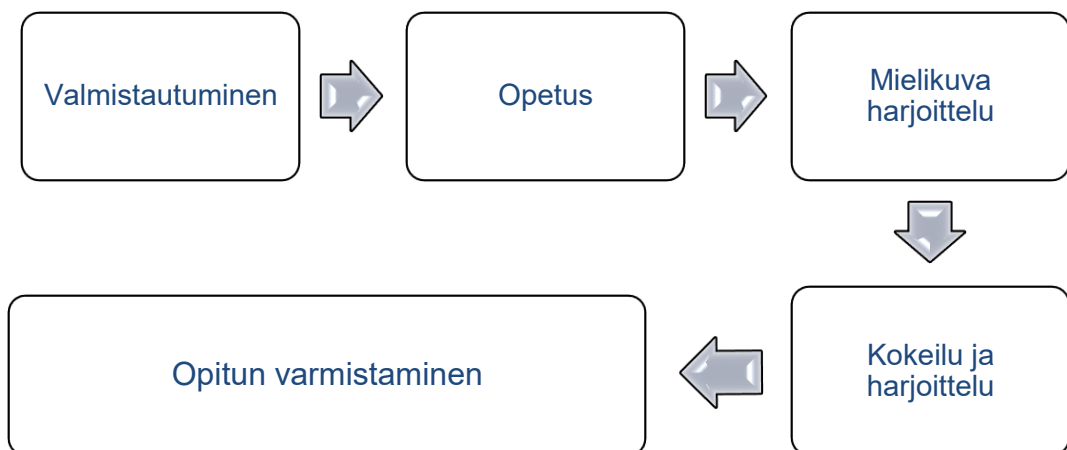 Valmistautuminen
Opetus
Mielikuva
harjoittelu
Kokeilu ja
harjoittelu
Opitun varmistaminen